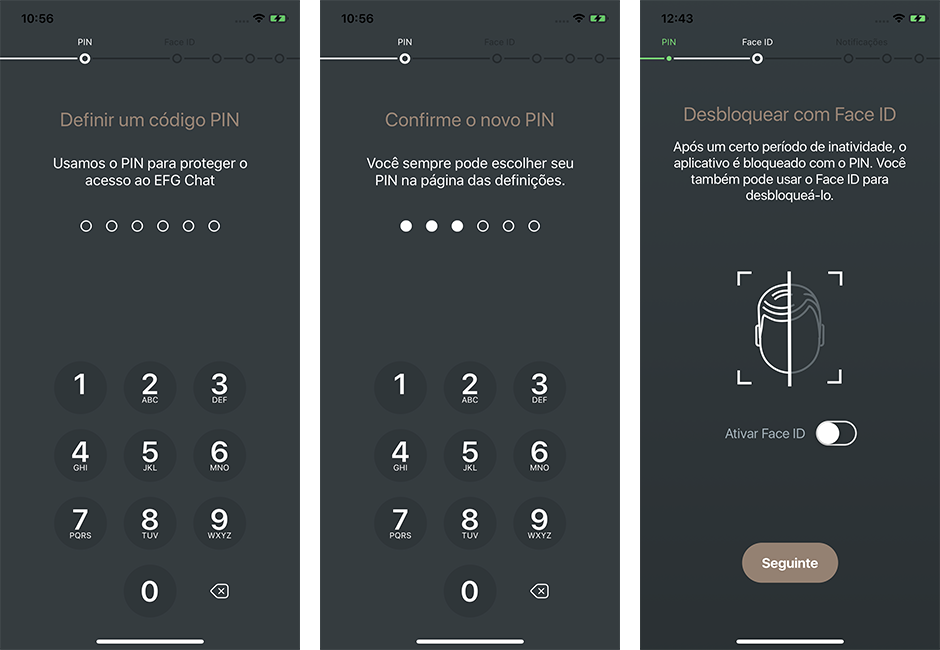 10:56
PIN
Face ID
Definir um código PIN
Usamos o PIN para proteger o
acesso ao EFG Chat
1
2
ABC
3
DEF
4
GHI
5
JKL
6
MNO
7
PQRS
8
TUV
9
WXYZ
0
10:56
PIN
Face ID
Confirme o novo PIN
Você sempre pode escolher seu
PIN na página das definições.
1
2
ABC
3
DEF
4
GHI
5
JKL
6
MNO
7
PQRS
8
TUV
9
WXYZ
0
12:43
PIN
Face ID
Notificações
Desbloquear com Face ID
Após um certo período de inatividade, o
aplicativo é bloqueado com o PIN. Você
também pode usar o Face ID para
desbloqueá-lo.
Ativar Face ID
Seguinte